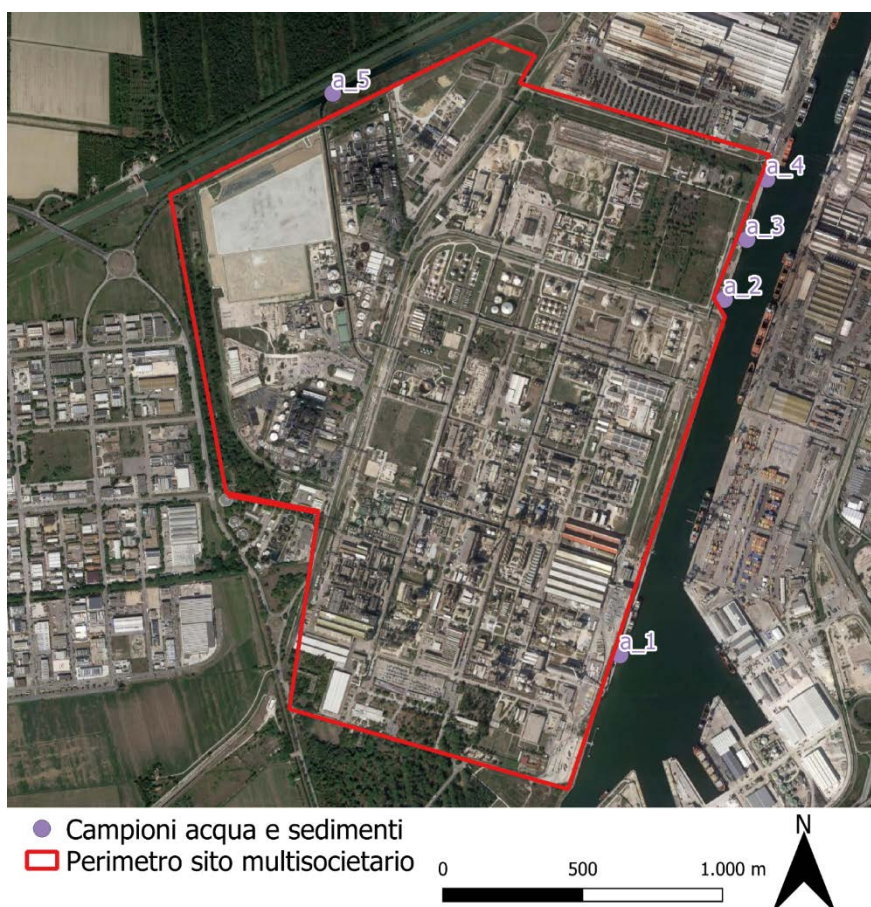 a_5
a_4
a_3
a_2
a_1
Campioni acqua e sedimenti
Perimetro sito multisocietario
0 500 1.000 m
N